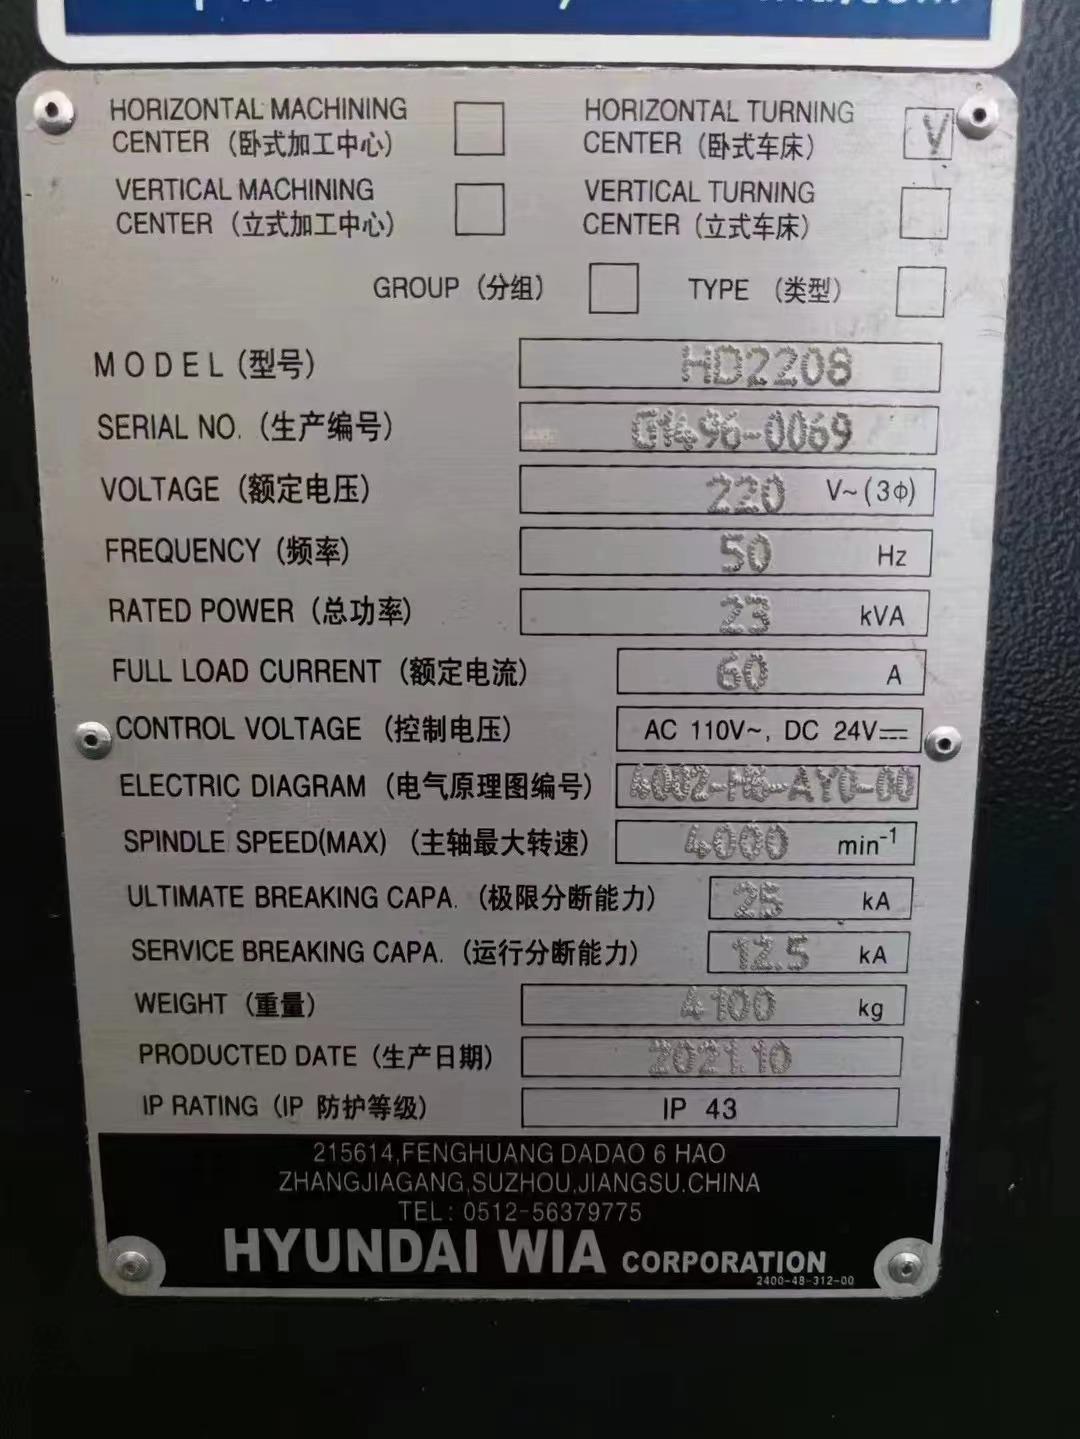 HORIZONTAL MACHINING HORIZONTAL TURNING
CENTER (卧式加工中心) CENTER (卧式车床) V
VERTICAL MACHINING VERTICAL TURNING
CENTER (立式加工中心) CENTER (立式车床)
GROUP (分组) TYPE (类型)
MODEL (型号) HD2208
SERIAL NO. (生产编号) G1496-0069
VOLTAGE (额定电压) 220 V~(3Φ)
FREQUENCY (频率) 50 Hz
RATED POWER (总功率) 23 kVA
FULL LOAD CURRENT (额定电流) 60 A
CONTROL VOLTAGE (控制电压) AC 110V~, DC 24V⎓
ELECTRIC DIAGRAM (电气原理图编号)
SPINDLE SPEED(MAX) (主轴最大转速) 4000 min⁻¹
ULTIMATE BREAKING CAPA. (极限分断能力) 25 kA
SERVICE BREAKING CAPA. (运行分断能力) 12.5 kA
WEIGHT (重量) 4100 kg
PRODUCTED DATE (生产日期) 2021.10
IP RATING (IP 防护等级) IP 43
215614,FENGHUANG DADAO 6 HAO
ZHANGJIAGANG,SUZHOU,JIANGSU.CHINA
TEL: 0512-56379775
HYUNDAI WIA CORPORATION
2400-48-312-00